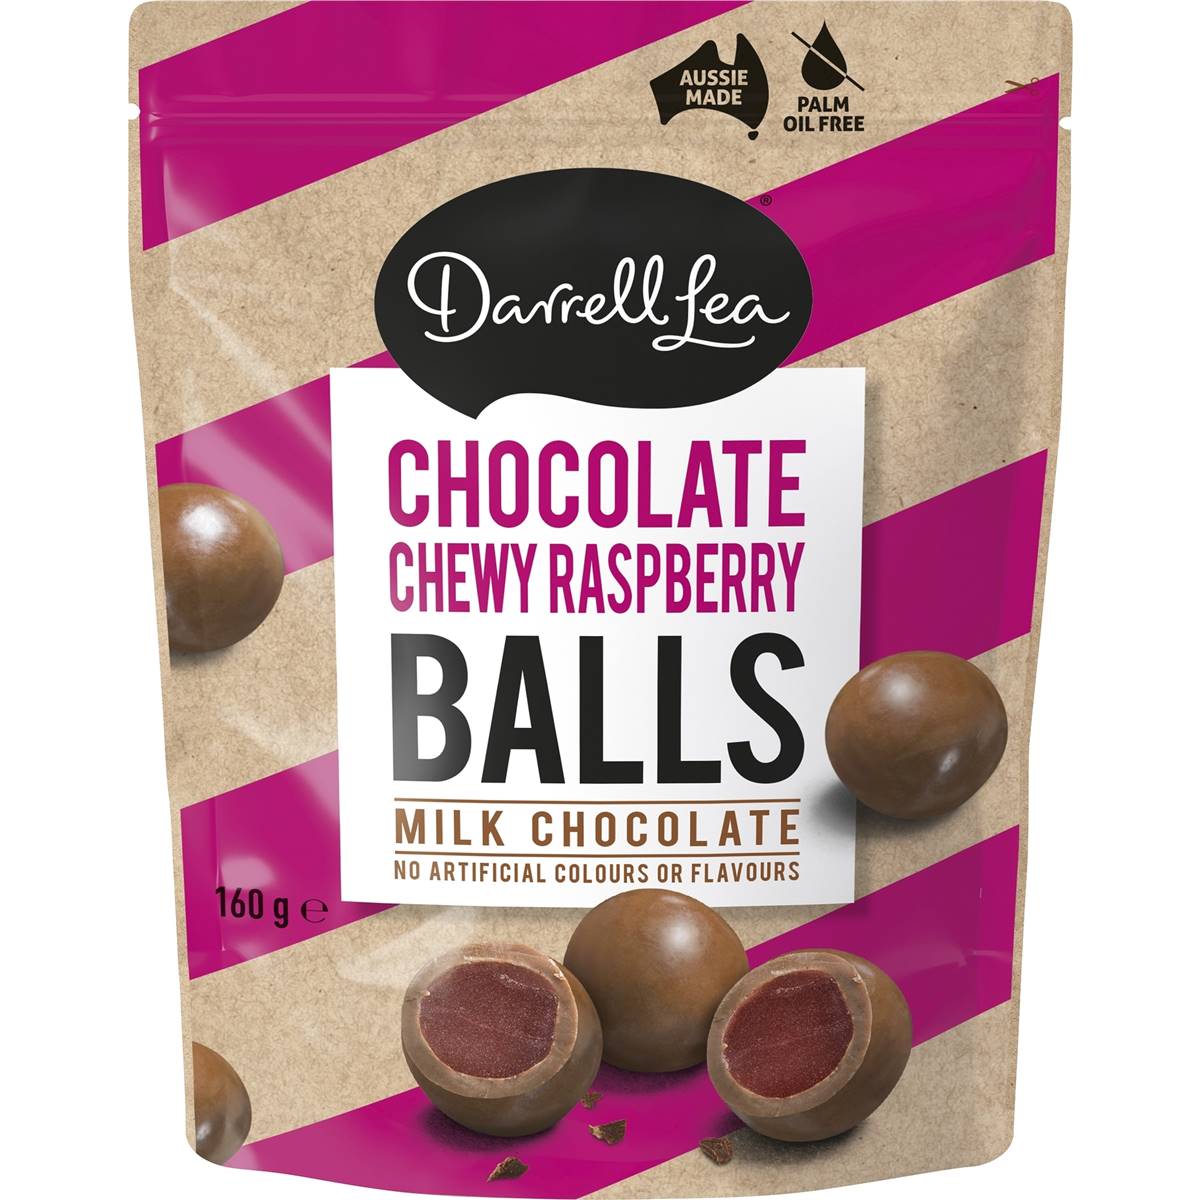 AUSSIE
MADE
PALM
OIL FREE
Darrell Lea
®
CHOCOLATE
CHEWY RASPBERRY
BALLS
MILK CHOCOLATE
NO ARTIFICIAL COLOURS OR FLAVOURS
160 g ℮